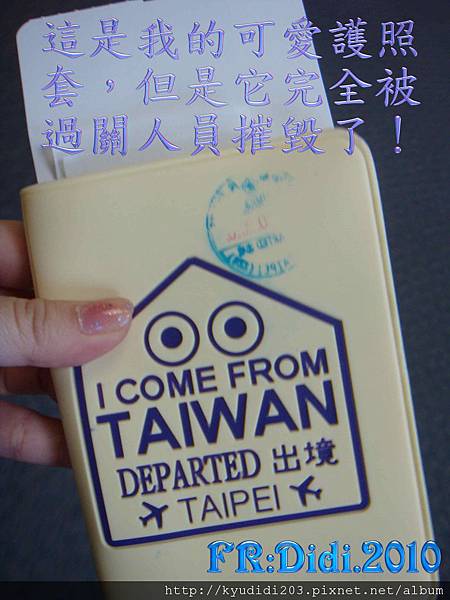 這是我的可愛護照
套，但是它完全被
過關人員摧毀了！
I COME FROM
TAIWAN
DEPARTED 出境
TAIPEI
FR:Didi.2010
http://kyudidi203.pixnet.net/album